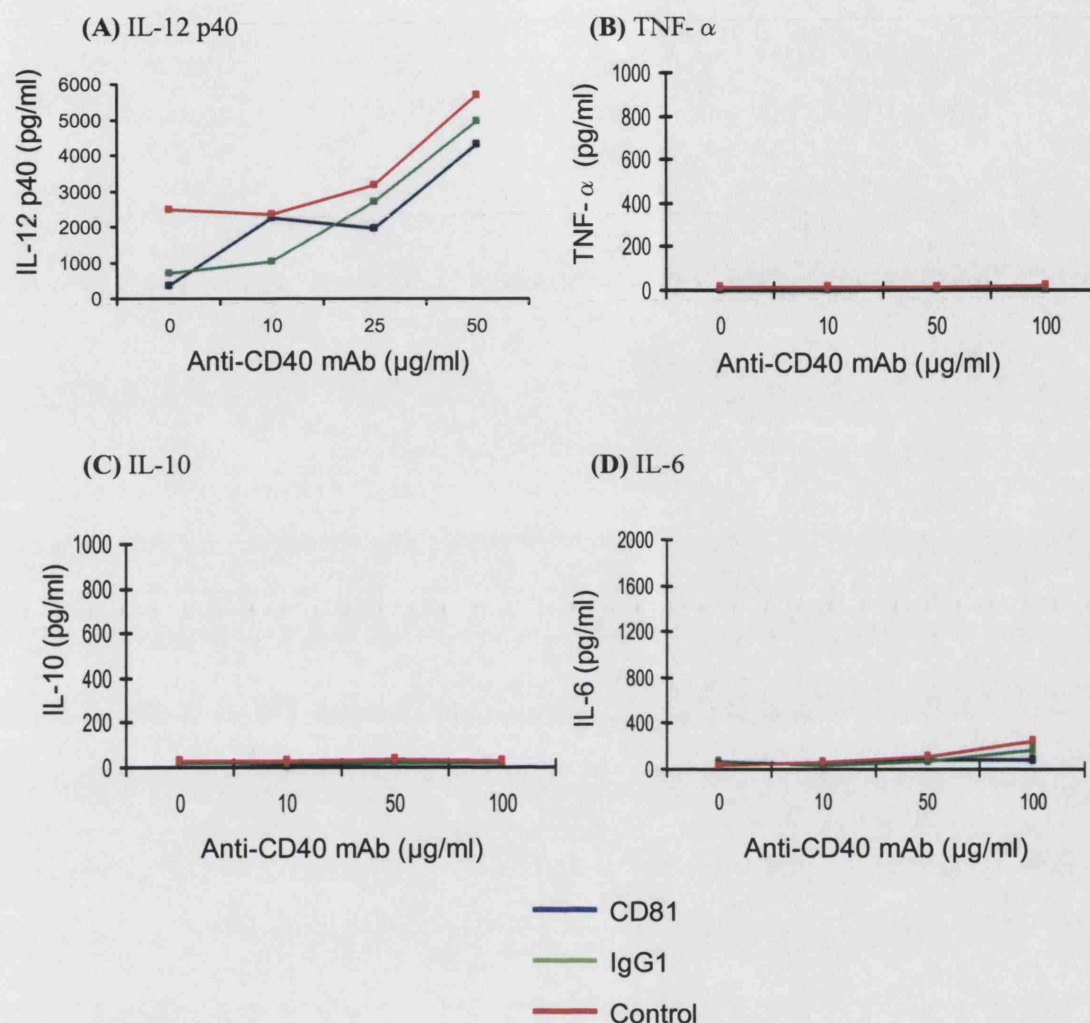 (A) IL-12 p40
IL-12 p40 (pg/ml)
6000
5000
4000
3000
2000
1000
0
0 10 25 50
Anti-CD40 mAb (µg/ml)
(B) TNF- α
TNF- α (pg/ml)
1000
800
600
400
200
0
0 10 50 100
Anti-CD40 mAb (µg/ml)
(C) IL-10
IL-10 (pg/ml)
1000
800
600
400
200
0
0 10 50 100
Anti-CD40 mAb (µg/ml)
(D) IL-6
IL-6 (pg/ml)
2000
1600
1200
800
400
0
0 10 50 100
Anti-CD40 mAb (µg/ml)
CD81
IgG1
Control